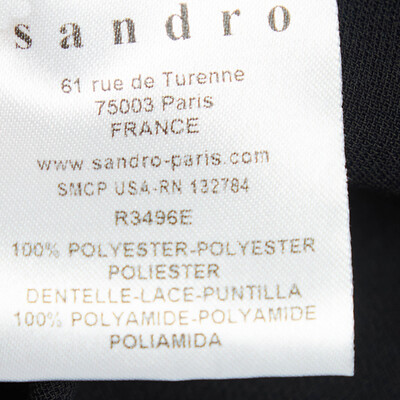 sandro
61 rue de Turenne
75003 Paris
FRANCE
www.sandro-paris.com
SMCP USA-RN 132784
R3496E
100% POLYESTER-POLYESTER
POLIESTER
DENTELLE-LACE-PUNTILLA
100% POLYAMIDE-POLYAMIDE
POLIAMIDA